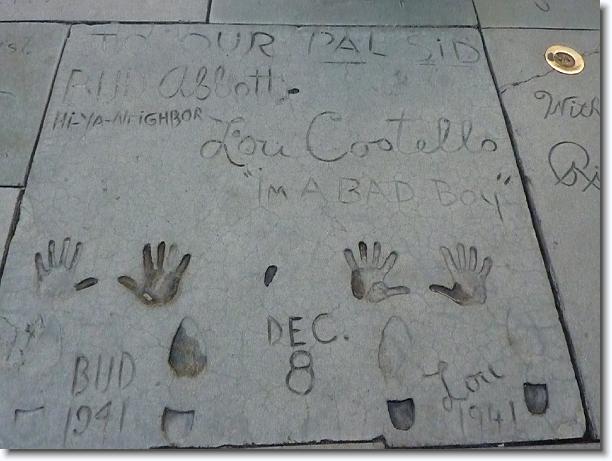 TO OUR PAL SiD
BUD Abbott
Hi-YA-NEiGHBOR
Lou Costello
"I'm A BAD Boy"
DEC.
8
BUD
1941
Lou
1941
With